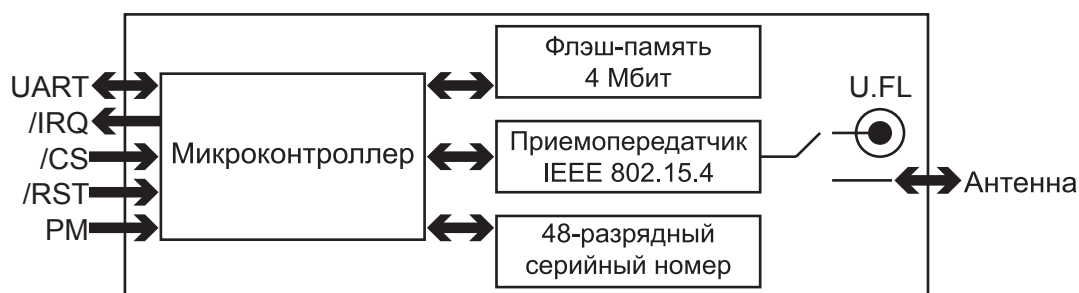 UART
/IRQ
/CS
/RST
PM
Микроконтроллер
Флэш-память
4 Мбит
Приемопередатчик
IEEE 802.15.4
48-разрядный
серийный номер
U.FL
Антенна